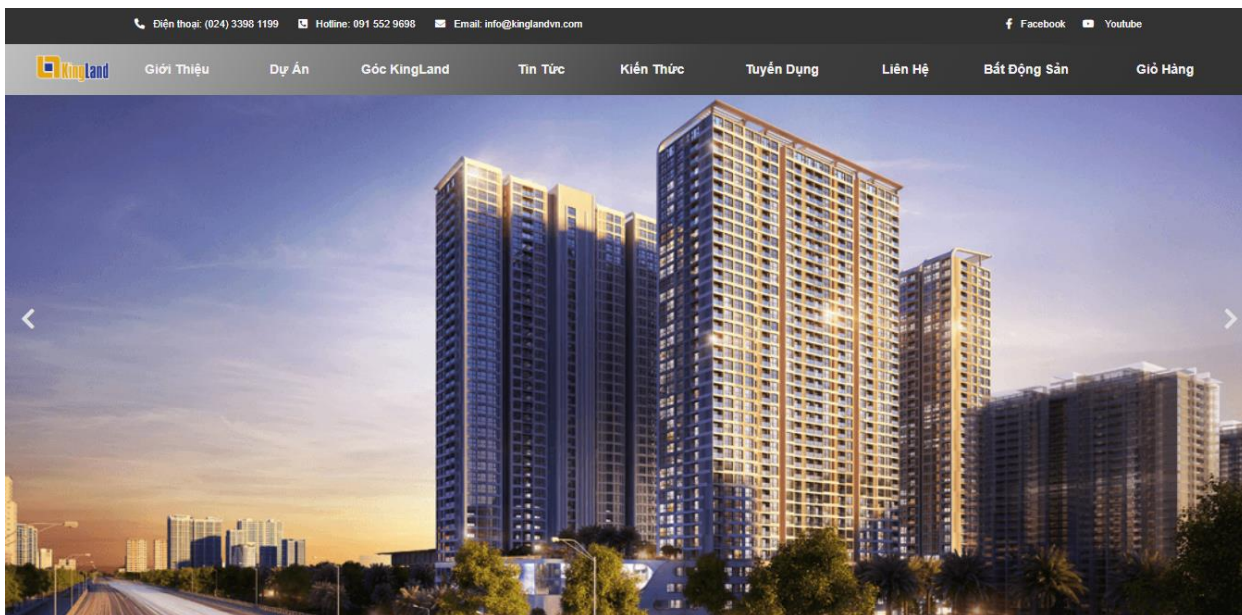 Điện thoại: (024) 3398 1199 Hotline: 091 552 9698 Email: info@kinglandvn.com Facebook Youtube
KingLand Giới Thiệu Dự Án Góc KingLand Tin Tức Kiến Thức Tuyển Dụng Liên Hệ Bất Động Sản Giỏ Hàng